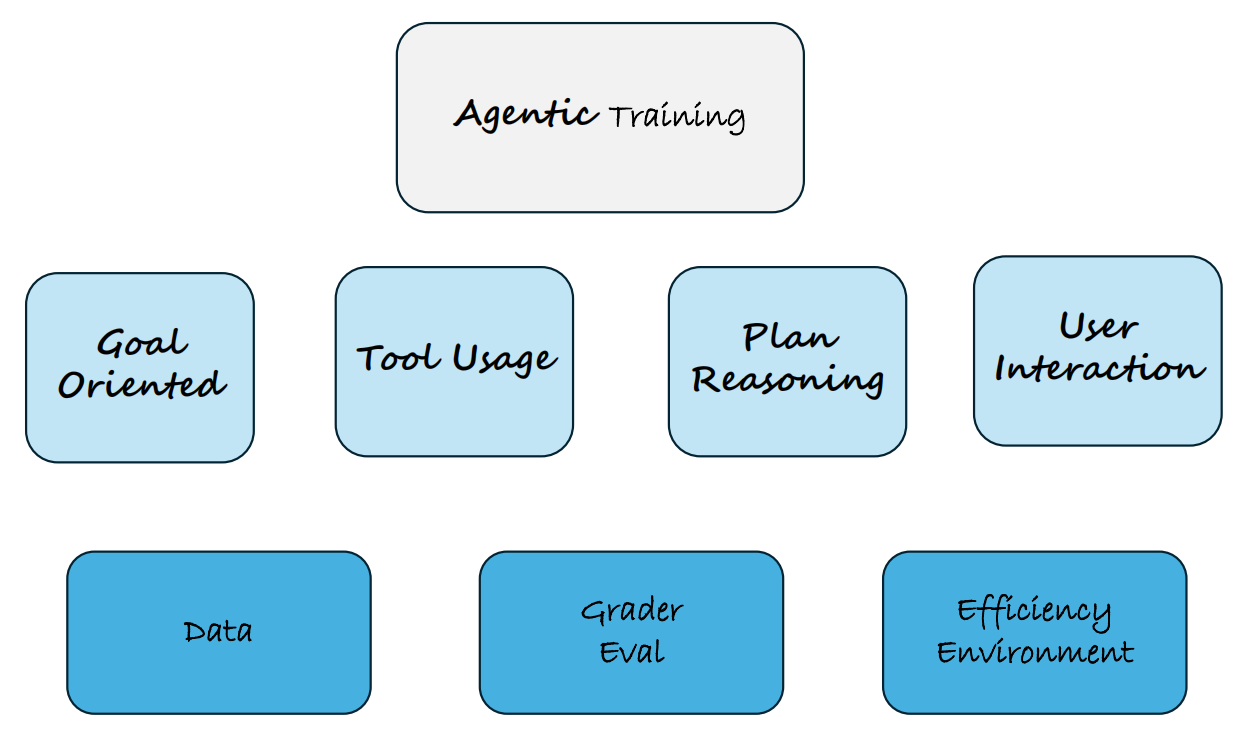 Agentic Training
Goal
Oriented
Tool Usage
Plan
Reasoning
User
Interaction
Data
Grader
Eval
Efficiency
Environment